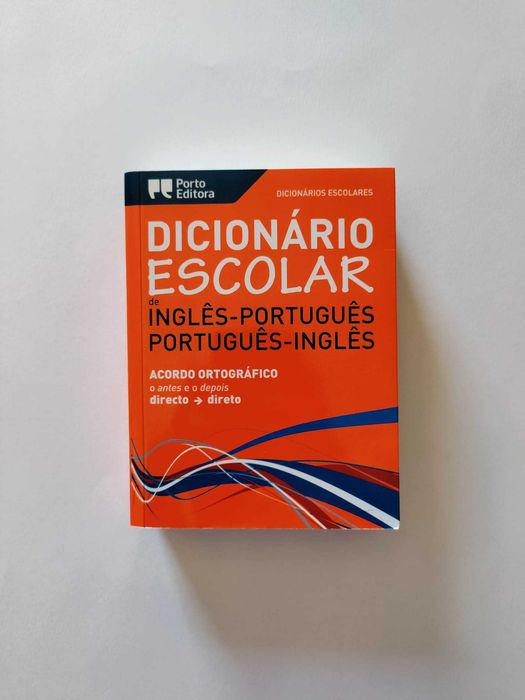 Porto
Editora
DICIONÁRIOS ESCOLARES
DICIONÁRIO
ESCOLAR
de
INGLÊS-PORTUGUÊS
PORTUGUÊS-INGLÊS
ACORDO ORTOGRÁFICO
o antes e o depois
directo → direto